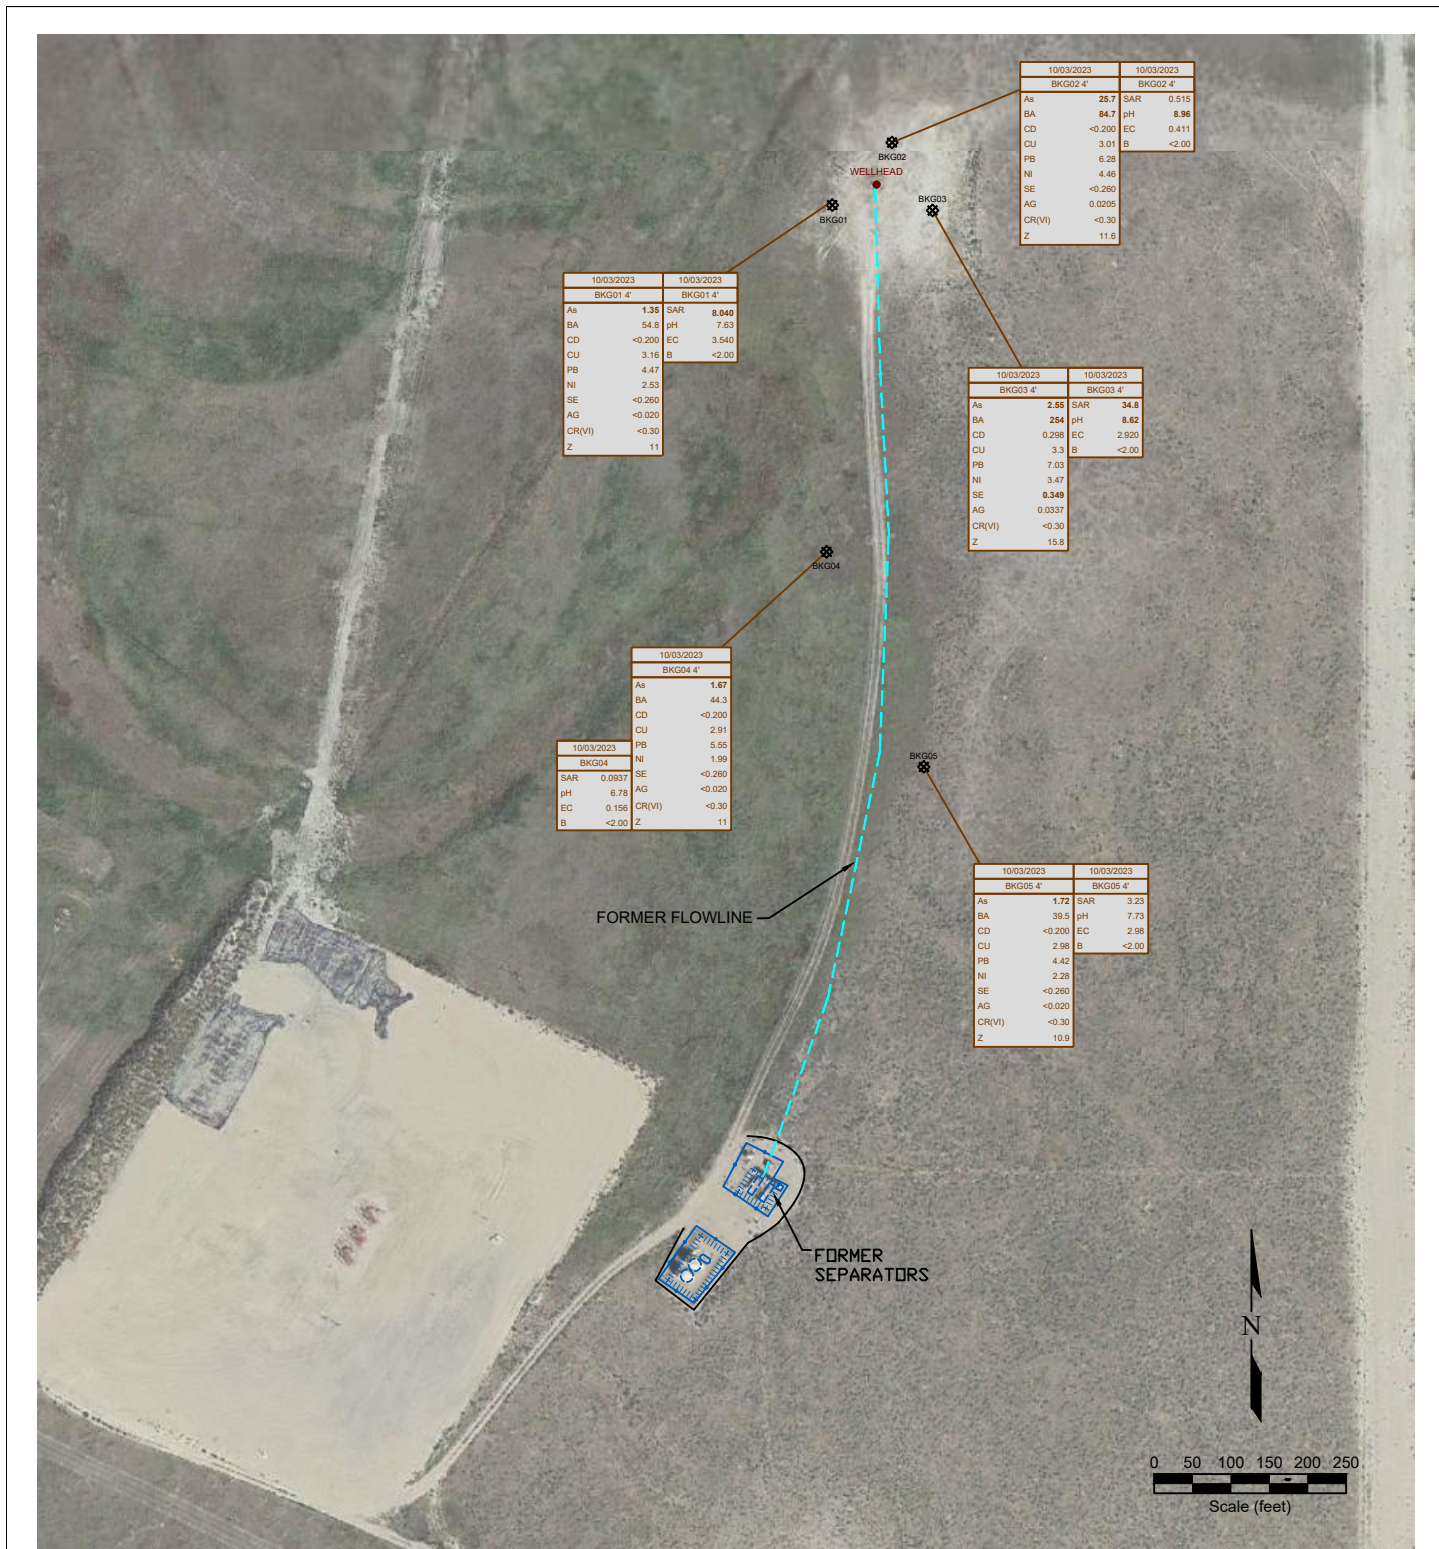 10/03/2023 10/03/2023
BKG02 4' BKG02 4'
As 25.7 SAR 0.515
BA 84.7 pH 8.96
CD <0.200 EC 0.411
CU 3.01 B <2.00
PB 6.28
NI 4.46
SE <0.260
AG 0.0205
CR(VI) <0.30
Z 11.6
BKG02
WELLHEAD
BKG03
BKG01
10/03/2023 10/03/2023
BKG01 4' BKG01 4'
As 1.35 SAR 8.040
BA 54.8 pH 7.63
CD <0.200 EC 3.540
CU 3.16 B <2.00
PB 4.47
NI 2.53
SE <0.260
AG <0.020
CR(VI) <0.30
Z 11
10/03/2023 10/03/2023
BKG03 4' BKG03 4'
As 2.55 SAR 34.8
BA 254 pH 8.62
CD 0.298 EC 2.920
CU 3.3 B <2.00
PB 7.03
NI 3.47
SE 0.349
AG 0.0337
CR(VI) <0.30
Z 15.8
BKG04
10/03/2023
BKG04 4'
As 1.67
BA 44.3
CD <0.200
CU 2.91
PB 5.55
NI 1.99
SE <0.260
AG <0.020
CR(VI) <0.30
Z 11
10/03/2023
BKG04
SAR 0.0937
pH 6.78
EC 0.156
B <2.00
BKG05
10/03/2023 10/03/2023
BKG05 4' BKG05 4'
As 1.72 SAR 3.23
BA 39.5 pH 7.73
CD <0.200 EC 2.98
CU 2.98 B <2.00
PB 4.42
NI 2.28
SE <0.260
AG <0.020
CR(VI) <0.30
Z 10.9
FORMER FLOWLINE
FORMER
SEPARATORS
N
0 50 100 150 200 250
Scale (feet)